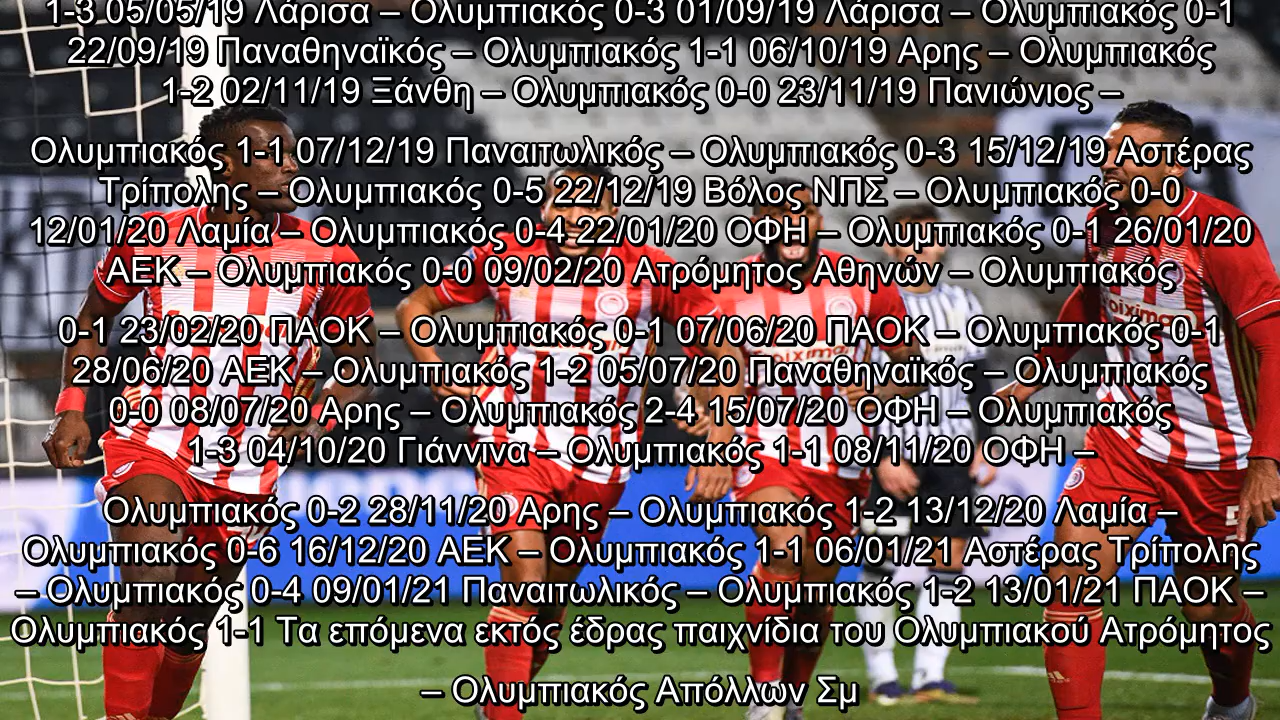 1-3 05/05/19 Λάρισα – Ολυμπιακός 0-3 01/09/19 Λάρισα – Ολυμπιακός 0-1
22/09/19 Παναθηναϊκός – Ολυμπιακός 1-1 06/10/19 Αρης – Ολυμπιακός
1-2 02/11/19 Ξάνθη – Ολυμπιακός 0-0 23/11/19 Πανιώνιος –
Ολυμπιακός 1-1 07/12/19 Παναιτωλικός – Ολυμπιακός 0-3 15/12/19 Αστέρας
Τρίπολης – Ολυμπιακός 0-5 22/12/19 Βόλος ΝΠΣ – Ολυμπιακός 0-0
12/01/20 Λαμία – Ολυμπιακός 0-4 22/01/20 ΟΦΗ – Ολυμπιακός 0-1 26/01/20
ΑΕΚ – Ολυμπιακός 0-0 09/02/20 Ατρόμητος Αθηνών – Ολυμπιακός
0-1 23/02/20 ΠΑΟΚ – Ολυμπιακός 0-1 07/06/20 ΠΑΟΚ – Ολυμπιακός 0-1
28/06/20 ΑΕΚ – Ολυμπιακός 1-2 05/07/20 Παναθηναϊκός – Ολυμπιακός
0-0 08/07/20 Αρης – Ολυμπιακός 2-4 15/07/20 ΟΦΗ – Ολυμπιακός
1-3 04/10/20 Γιάννινα – Ολυμπιακός 1-1 08/11/20 ΟΦΗ –
Ολυμπιακός 0-2 28/11/20 Αρης – Ολυμπιακός 1-2 13/12/20 Λαμία –
Ολυμπιακός 0-6 16/12/20 ΑΕΚ – Ολυμπιακός 1-1 06/01/21 Αστέρας Τρίπολης
– Ολυμπιακός 0-4 09/01/21 Παναιτωλικός – Ολυμπιακός 1-2 13/01/21 ΠΑΟΚ –
Ολυμπιακός 1-1 Τα επόμενα εκτός έδρας παιχνίδια του Ολυμπιακού Ατρόμητος
– Ολυμπιακός Απόλλων Σμ